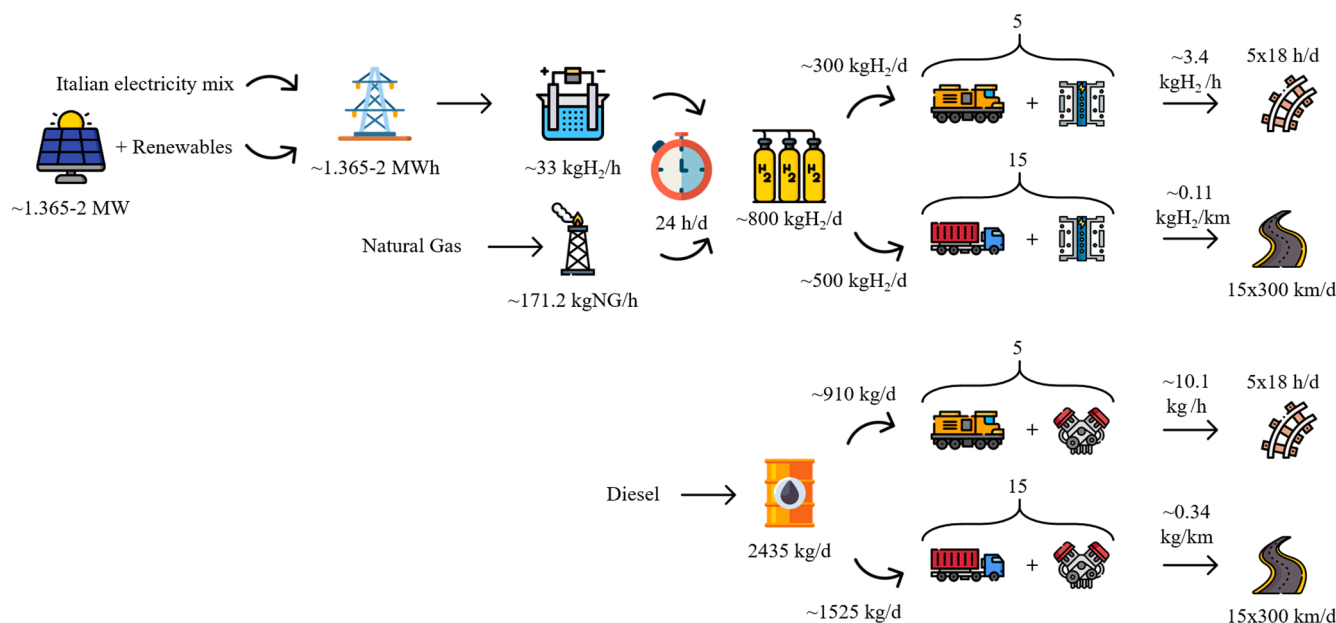 5
~300 kgH₂/d
~3.4
kgH₂/h
5x18 h/d
Italian electricity mix
+ Renewables
~1.365-2 MW
~1.365-2 MWh
+ -
~33 kgH₂/h
24 h/d
H₂ H₂ H₂
~800 kgH₂/d
+
15
~0.11
kgH₂/km
+
~500 kgH₂/d
15x300 km/d
Natural Gas
~171.2 kgNG/h
5
~910 kg/d
~10.1
kg/h
5x18 h/d
+
Diesel
2435 kg/d
15
~0.34
kg/km
+
~1525 kg/d
15x300 km/d